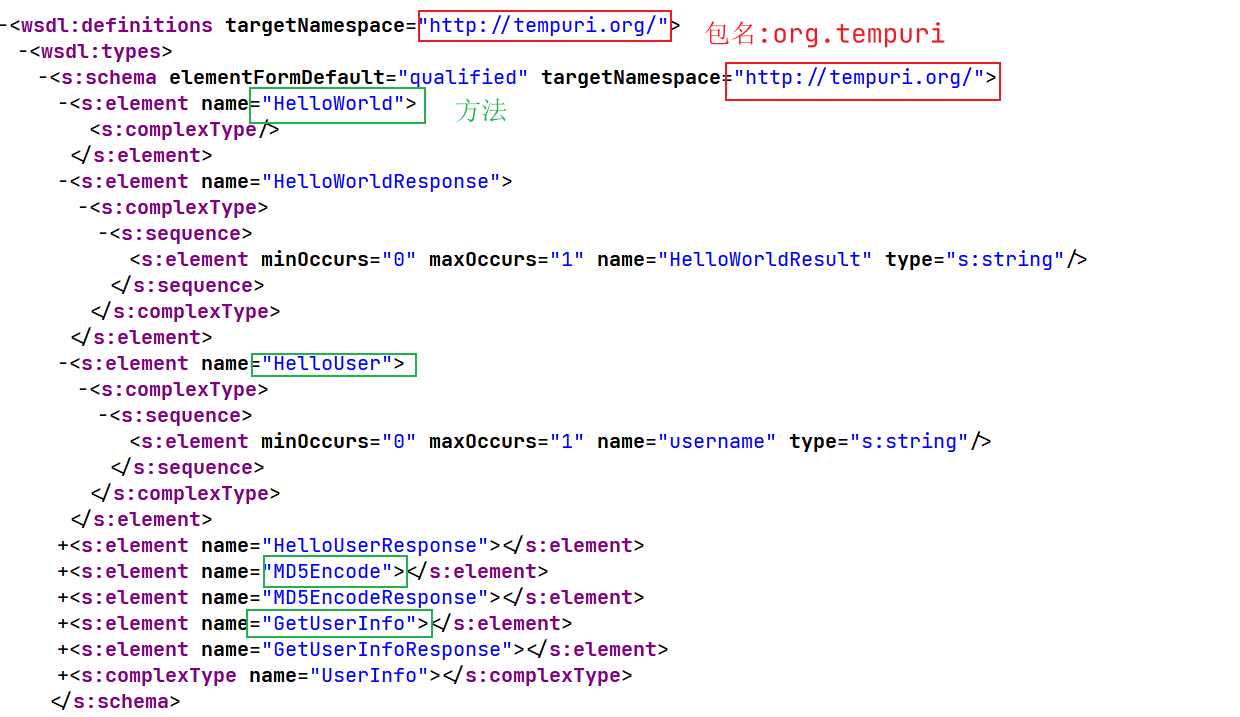 -<wsdl:definitions targetNamespace="http://tempuri.org/"> 包名:org.tempuri
-<wsdl:types>
-<s:schema elementFormDefault="qualified" targetNamespace="http://tempuri.org/">
-<s:element name="HelloWorld"> 方法
<s:complexType/>
</s:element>
-<s:element name="HelloWorldResponse">
-<s:complexType>
-<s:sequence>
<s:element minOccurs="0" maxOccurs="1" name="HelloWorldResult" type="s:string"/>
</s:sequence>
</s:complexType>
</s:element>
-<s:element name="HelloUser">
-<s:complexType>
-<s:sequence>
<s:element minOccurs="0" maxOccurs="1" name="username" type="s:string"/>
</s:sequence>
</s:complexType>
</s:element>
+<s:element name="HelloUserResponse"></s:element>
+<s:element name="MD5Encode"></s:element>
+<s:element name="MD5EncodeResponse"></s:element>
+<s:element name="GetUserInfo"></s:element>
+<s:element name="GetUserInfoResponse"></s:element>
+<s:complexType name="UserInfo"></s:complexType>
</s:schema>